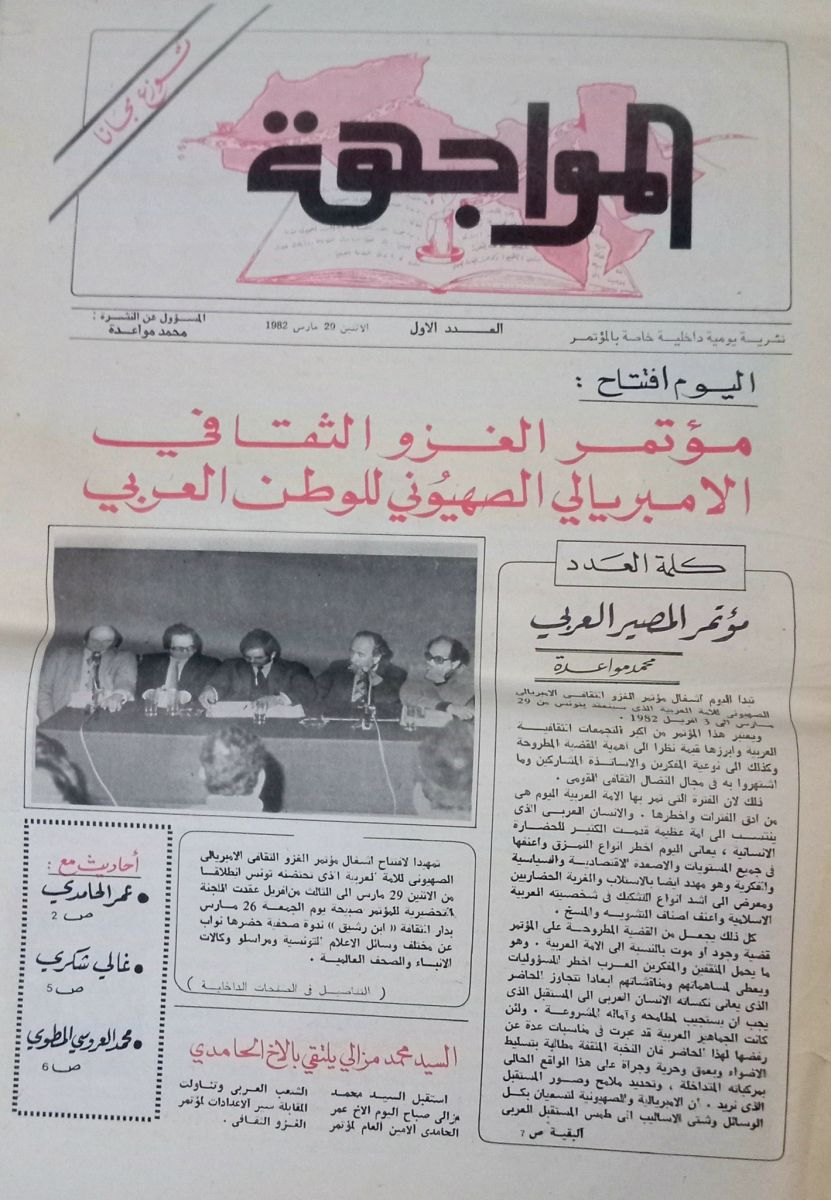 توزع مجانا
المواجهة
نشرية يومية داخلية خاصة بالمؤتمر
العدد الاول
الاثنين 29 مارس 1982
المسؤول عن النشرة :
محمد مواعدة
اليوم افتتاح :
مؤتمر الغزو الثقافي
الامبريالي الصهيوني للوطن العربي
كلمة العدد
مؤتمر المصير العربي
محمد مواعدة
تبدا اليوم اشغال مؤتمر الغزو الثقافي الامبريالي
الصهيوني للامة العربية الذي سينعقد بتونس من 29
مارس الى 3 افريل 1982 .
ويعتبر هذا المؤتمر من اكبر التجمعات الثقافية
العربية وابرزها قيمة نظرا الى اهمية القضية المطروحة
وكذلك الى نوعية المفكرين والاساتذة المشاركين وما
اشتهروا به في مجال النضال الثقافي القومي .
ذلك لان الفترة التي تمر بها الامة العربية اليوم هي
من ادق الفترات واخطرها . والانسان العربي الذي
ينتسب الى امة عظيمة قدمت الكثير للحضارة
الانسانية ، يعاني اليوم اخطر انواع التمزق واعنفها
في جميع المستويات والاصعدة الاقتصادية والسياسية
والفكرية وهو مهدد ايضا بالاستلاب والغربة الحضاريين
ومعرض الى اشد انواع التشكيك في شخصيته العربية
الاسلامية واعنف اصناف التشويه والمسخ .
كل ذلك يجعل من القضية المطروحة على المؤتمر
قضية وجود او موت بالنسبة الى الامة العربية . وهو
ما يحمل المثقفين والمفكرين العرب اخطر المسؤوليات
ويعطي لمساهماتهم ومناقشاتهم ابعادا تتجاوز الحاضر
الذي يعاني نكساته الانسان العربي الى المستقبل الذي
يجب ان يستجيب لمطامحه وآماله المشروعة . ولئن
كانت الجماهير العربية قد عبرت في مناسبات عدة عن
رفضها لهذا الحاضر فان النخبة المثقفة مطالبة بتسليط
الاضواء وبعمق وحرية وجراة على هذا الواقع الحالي
بمركباته المتداخلة ، وتحديد ملامح وصور المستقبل
الذي نريد . ان الامبريالية والصهيونية لتسعيان بكل
الوسائل وشتى الاساليب الى طمس المستقبل العربي
البقية ص 7
تمهيدا لافتتاح اشغال مؤتمر الغزو الثقافي الامبريالي
الصهيوني للامة العربية الذي تحتضنه تونس انطلاقا
من الاثنين 29 مارس الى الثالث من افريل عقدت اللجنة
التحضيرية للمؤتمر صبيحة يوم الجمعة 26 مارس
بدار الثقافة « ابن رشيق » ندوة صحفية حضرها نواب
عن مختلف وسائل الاعلام التونسية ومراسلو وكالات
الانباء والصحف العالمية .
( التفاصيل في الصفحات الداخلية )
أحاديث مع :
عمر الحامدي
ص 2
غالي شكري
ص 5
محمد العروسي المطوي
ص 6
السيد محمد مزالي يلتقي بالاخ الحامدي
استقبل السيد محمد
مزالي صباح اليوم الاخ عمر
الحامدي الامين العام لمؤتمر
الشعب العربي وتناولت
المقابلة سير الاعدادات لمؤتمر
الغزو الثقافي .